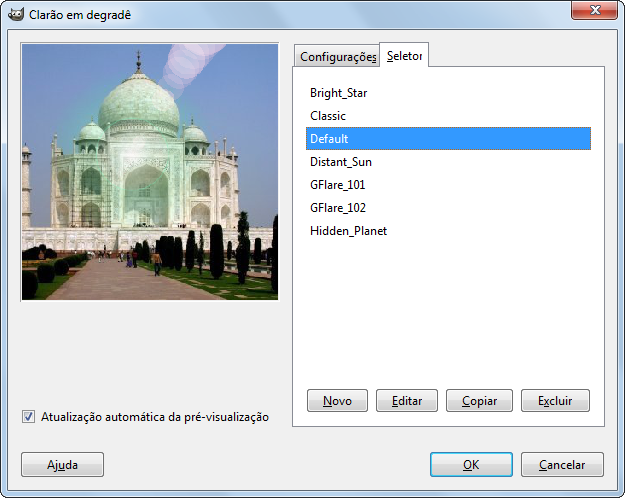 Clarão em degradê
Configurações
Seletor
Bright_Star
Classic
Default
Distant_Sun
GFlare_101
GFlare_102
Hidden_Planet
Novo
Editar
Copiar
Excluir
Atualização automática da pré-visualização
Ajuda
OK
Cancelar